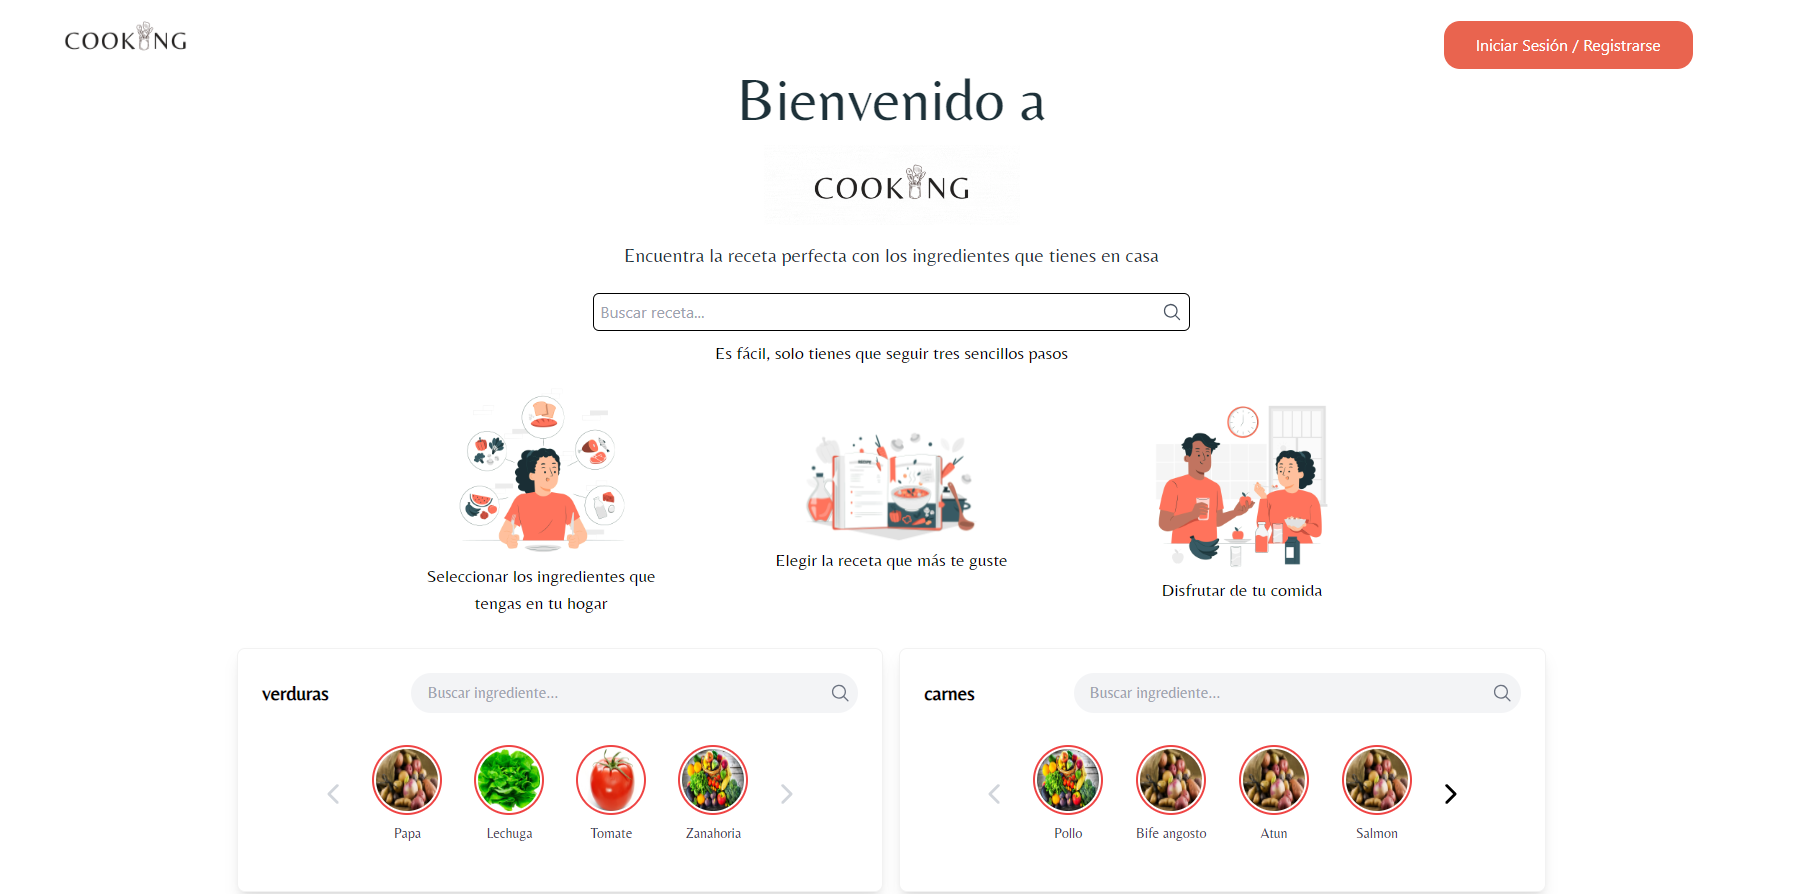 COOKING
Iniciar Sesión / Registrarse
Bienvenido a
COOKING
Encuentra la receta perfecta con los ingredientes que tienes en casa
Buscar receta...
Es fácil, solo tienes que seguir tres sencillos pasos
Seleccionar los ingredientes que
tengas en tu hogar
Elegir la receta que más te guste
Disfrutar de tu comida
verduras
Buscar ingrediente...
Papa
Lechuga
Tomate
Zanahoria
carnes
Buscar ingrediente...
Pollo
Bife angosto
Atun
Salmon